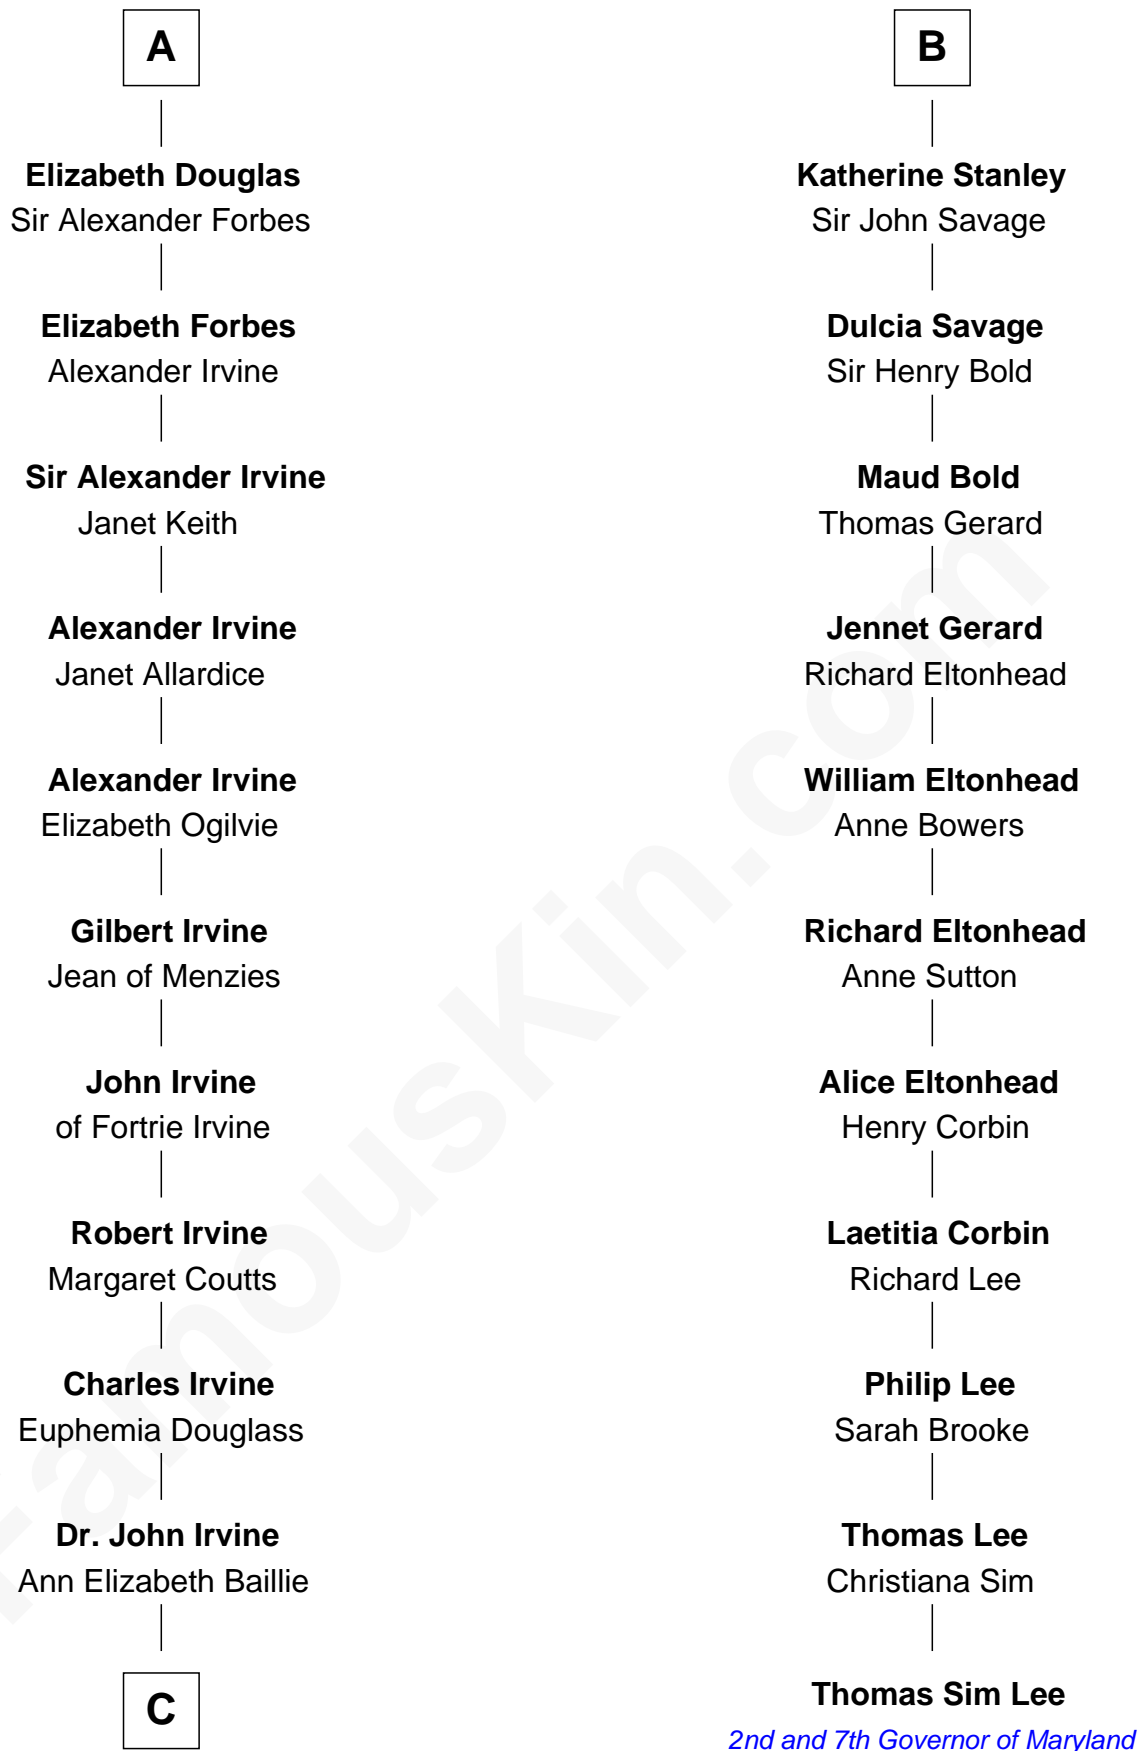 A
Elizabeth Douglas
Sir Alexander Forbes
Elizabeth Forbes
Alexander Irvine
Sir Alexander Irvine
Janet Keith
Alexander Irvine
Janet Allardice
Alexander Irvine
Elizabeth Ogilvie
Gilbert Irvine
Jean of Menzies
John Irvine
of Fortrie Irvine
Robert Irvine
Margaret Coutts
Charles Irvine
Euphemia Douglass
Dr. John Irvine
Ann Elizabeth Baillie
C
B
Katherine Stanley
Sir John Savage
Dulcia Savage
Sir Henry Bold
Maud Bold
Thomas Gerard
Jennet Gerard
Richard Eltonhead
William Eltonhead
Anne Bowers
Richard Eltonhead
Anne Sutton
Alice Eltonhead
Henry Corbin
Laetitia Corbin
Richard Lee
Philip Lee
Sarah Brooke
Thomas Lee
Christiana Sim
Thomas Sim Lee
2nd and 7th Governor of Maryland
FamousKin.com